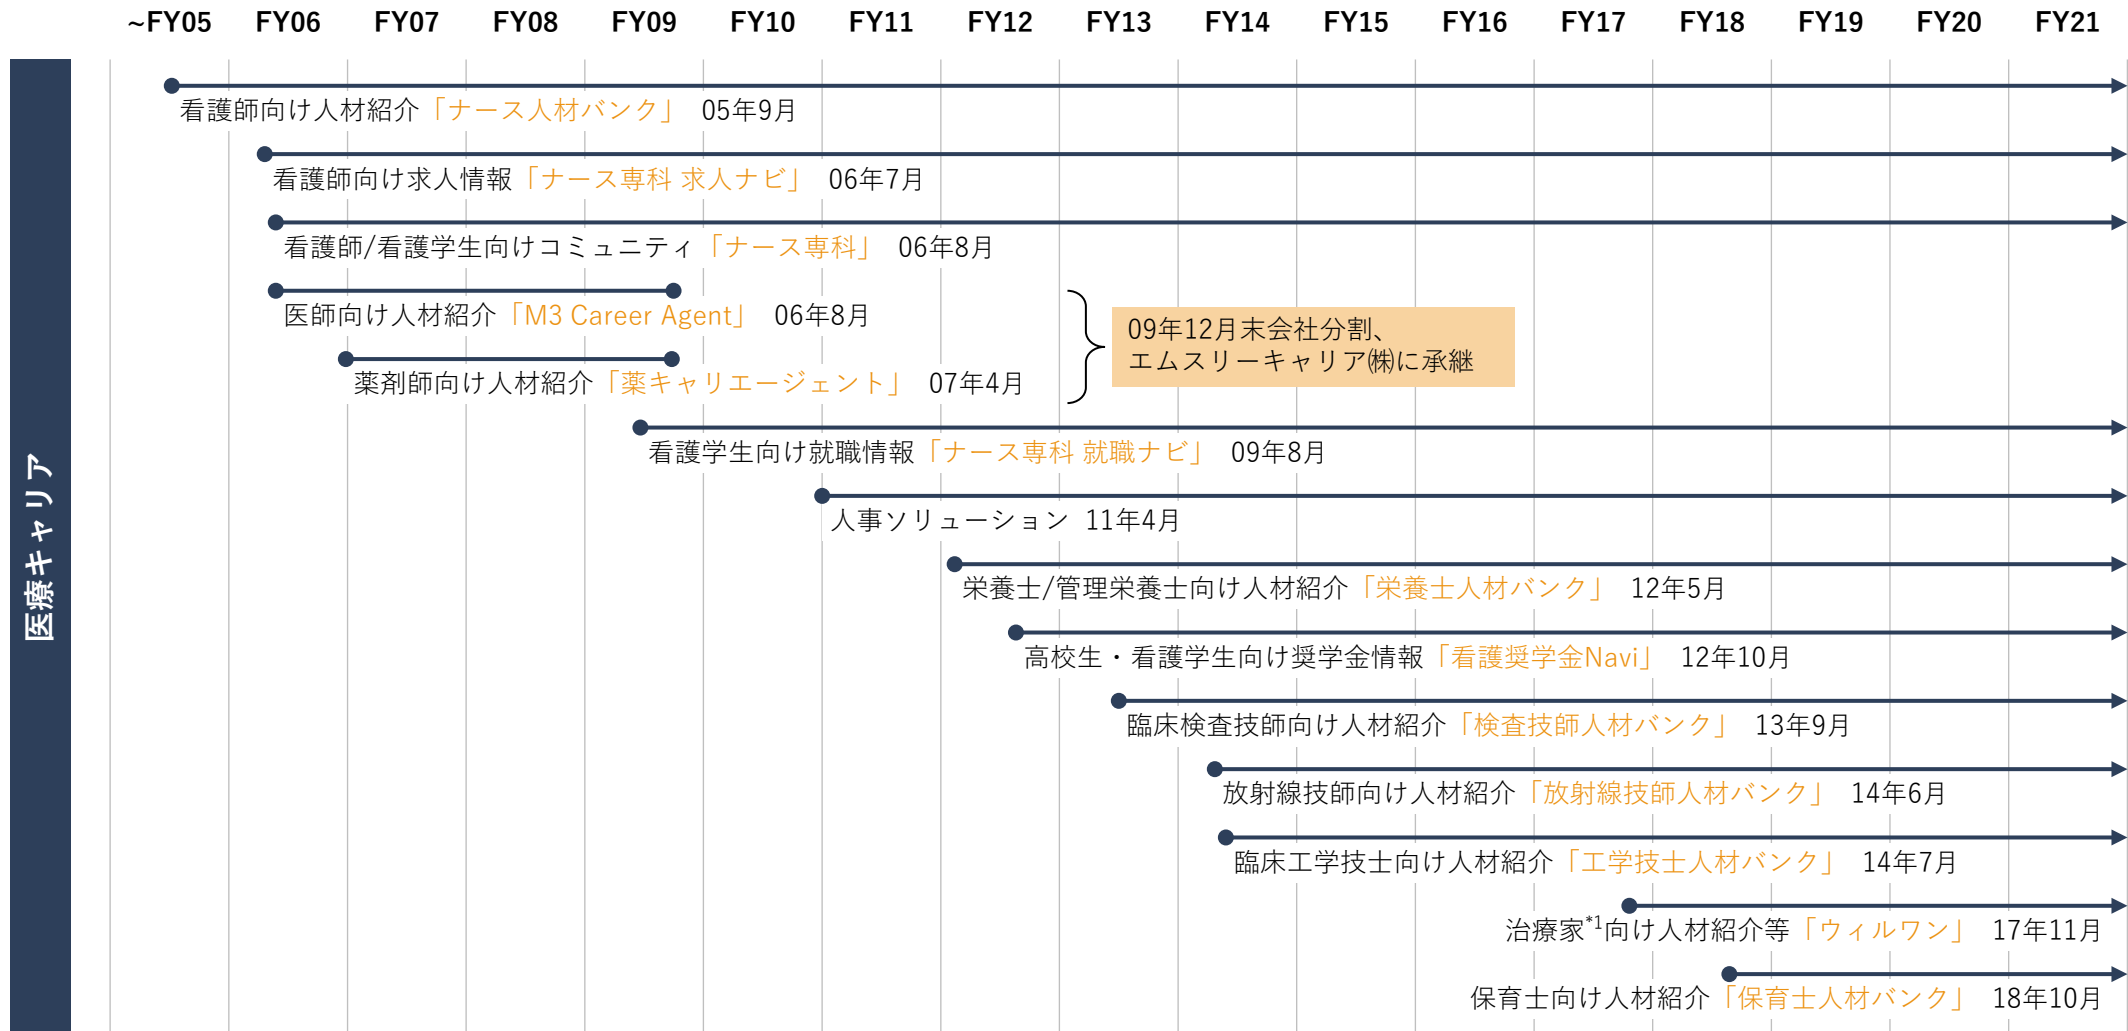 ~FY05 FY06 FY07 FY08 FY09 FY10 FY11 FY12 FY13 FY14 FY15 FY16 FY17 FY18 FY19 FY20 FY21
医療キャリア
看護師向け人材紹介「ナース人材バンク」 05年9月
看護師向け求人情報「ナース専科 求人ナビ」 06年7月
看護師/看護学生向けコミュニティ「ナース専科」 06年8月
医師向け人材紹介「M3 Career Agent」 06年8月
薬剤師向け人材紹介「薬キャリエージェント」 07年4月
09年12月末会社分割、
エムスリーキャリア㈱に承継
看護学生向け就職情報「ナース専科 就職ナビ」 09年8月
人事ソリューション 11年4月
栄養士/管理栄養士向け人材紹介「栄養士人材バンク」 12年5月
高校生・看護学生向け奨学金情報「看護奨学金Navi」 12年10月
臨床検査技師向け人材紹介「検査技師人材バンク」 13年9月
放射線技師向け人材紹介「放射線技師人材バンク」 14年6月
臨床工学技士向け人材紹介「工学技士人材バンク」 14年7月
治療家*1向け人材紹介等「ウィルワン」 17年11月
保育士向け人材紹介「保育士人材バンク」 18年10月